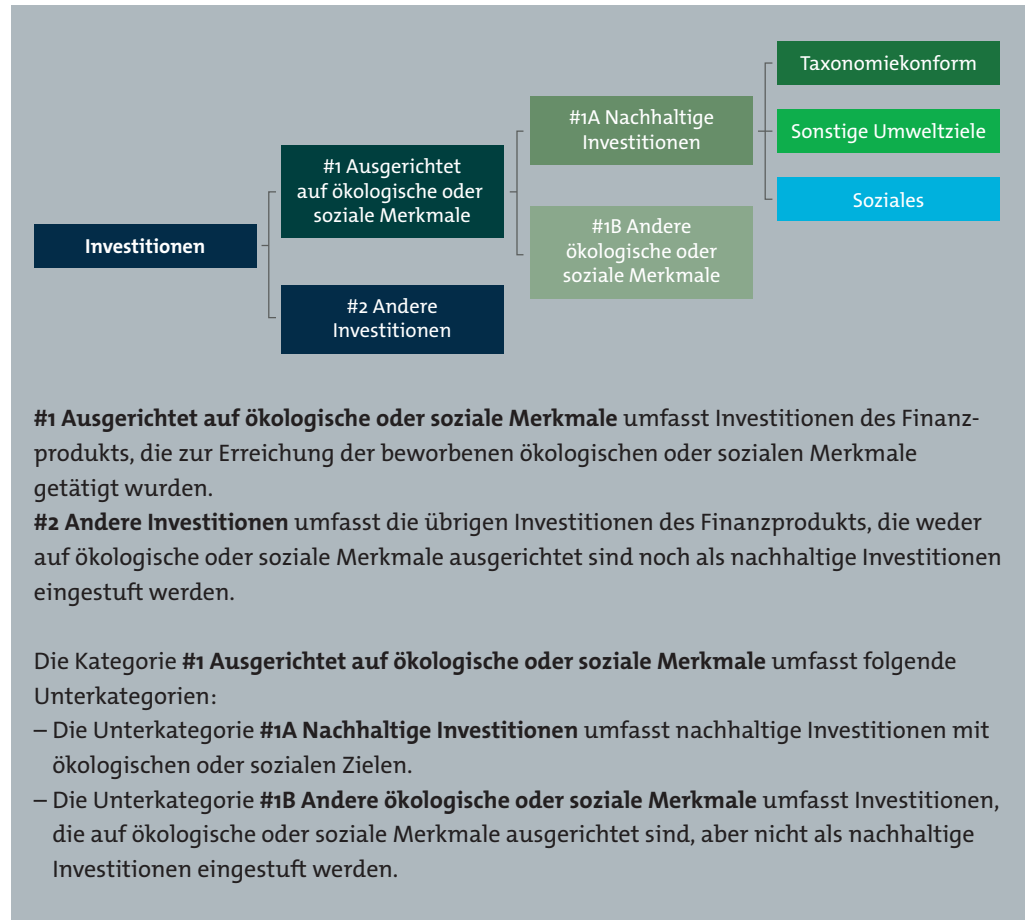 Taxonomiekonform
#1A Nachhaltige
Investitionen
Sonstige Umweltziele
#1 Ausgerichtet
auf ökologische oder
soziale Merkmale
Soziales
#1B Andere
ökologische oder
soziale Merkmale
Investitionen
#2 Andere
Investitionen
#1 Ausgerichtet auf ökologische oder soziale Merkmale umfasst Investitionen des Finanz-
produkts, die zur Erreichung der beworbenen ökologischen oder sozialen Merkmale
getätigt wurden.
#2 Andere Investitionen umfasst die übrigen Investitionen des Finanzprodukts, die weder
auf ökologische oder soziale Merkmale ausgerichtet sind noch als nachhaltige Investitionen
eingestuft werden.
Die Kategorie #1 Ausgerichtet auf ökologische oder soziale Merkmale umfasst folgende
Unterkategorien:
– Die Unterkategorie #1A Nachhaltige Investitionen umfasst nachhaltige Investitionen mit
ökologischen oder sozialen Zielen.
– Die Unterkategorie #1B Andere ökologische oder soziale Merkmale umfasst Investitionen,
die auf ökologische oder soziale Merkmale ausgerichtet sind, aber nicht als nachhaltige
Investitionen eingestuft werden.